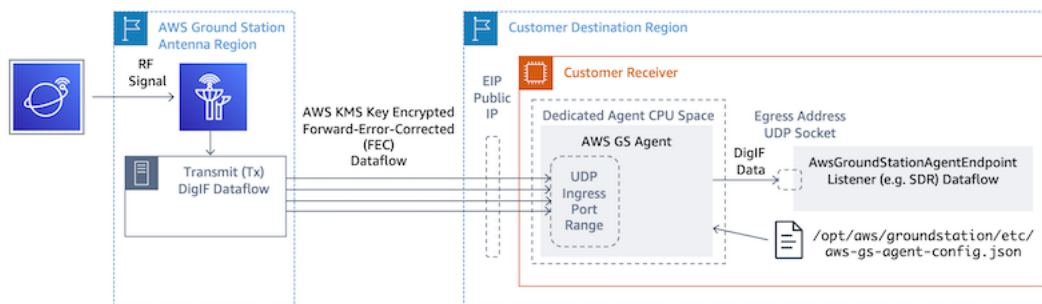 AWS Ground Station
Antenna Region
RF
Signal
Transmit (Tx)
DigIF Dataflow
AWS KMS Key Encrypted
Forward-Error-Corrected
(FEC)
Dataflow
Customer Destination Region
EIP
Public
IP
Customer Receiver
Dedicated Agent CPU Space
AWS GS Agent
UDP
Ingress
Port
Range
DigIF
Data
Egress Address
UDP Socket
AwsGroundStationAgentEndpoint
Listener (e.g. SDR) Dataflow
/opt/aws/groundstation/etc/
aws-gs-agent-config.json